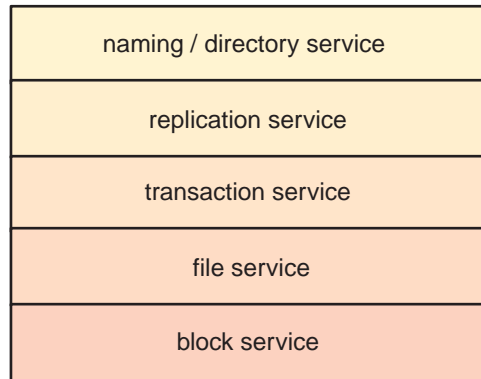 naming / directory service
replication service
transaction service
file service
block service